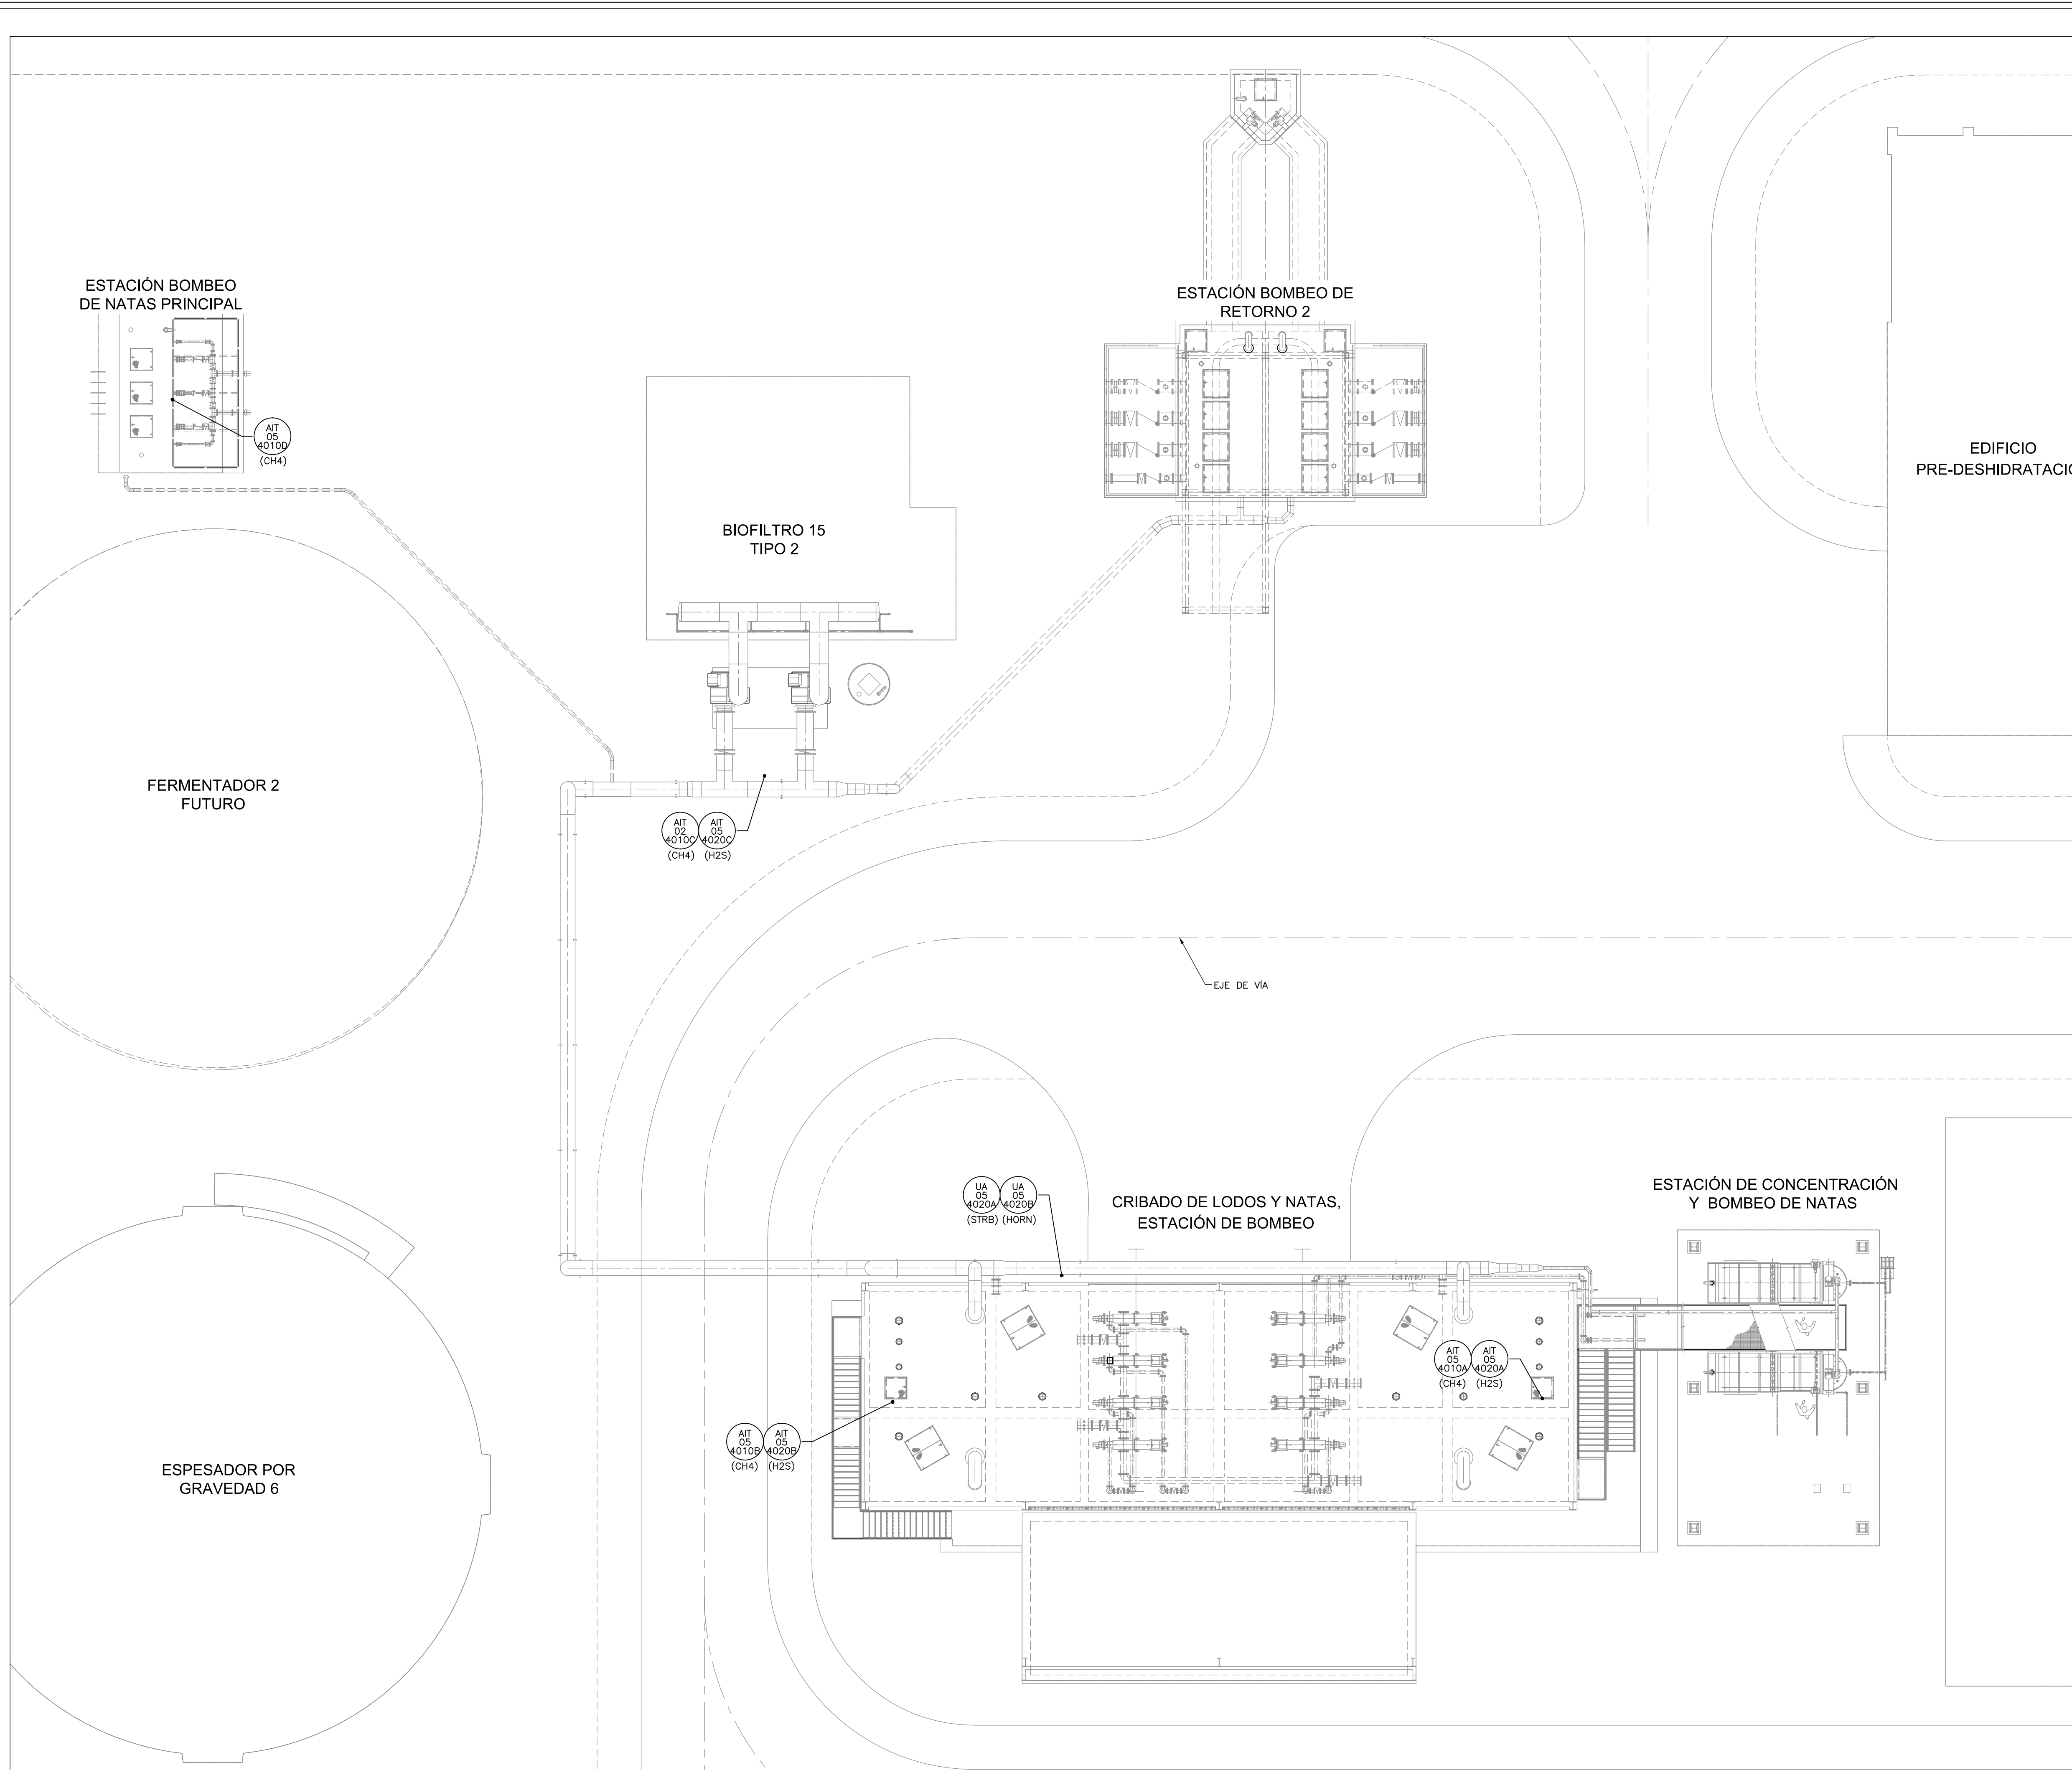 ESTACIÓN BOMBEO
DE NATAS PRINCIPAL
AIT
05
4010D
(CH4)
ESTACIÓN BOMBEO DE
RETORNO 2
EDIFICIO
PRE-DESHIDRATACIÓ
BIOFILTRO 15
TIPO 2
FERMENTADOR 2
FUTURO
AIT
02
4010C
(CH4)
AIT
05
4020C
(H2S)
EJE DE VÍA
UA
05
4020A
(STRB)
UA
05
4020B
(HORN)
CRIBADO DE LODOS Y NATAS,
ESTACIÓN DE BOMBEO
ESTACIÓN DE CONCENTRACIÓN
Y BOMBEO DE NATAS
AIT
05
4010A
(CH4)
AIT
05
4020A
(H2S)
AIT
05
4010B
(CH4)
AIT
05
4020B
(H2S)
ESPESADOR POR
GRAVEDAD 6